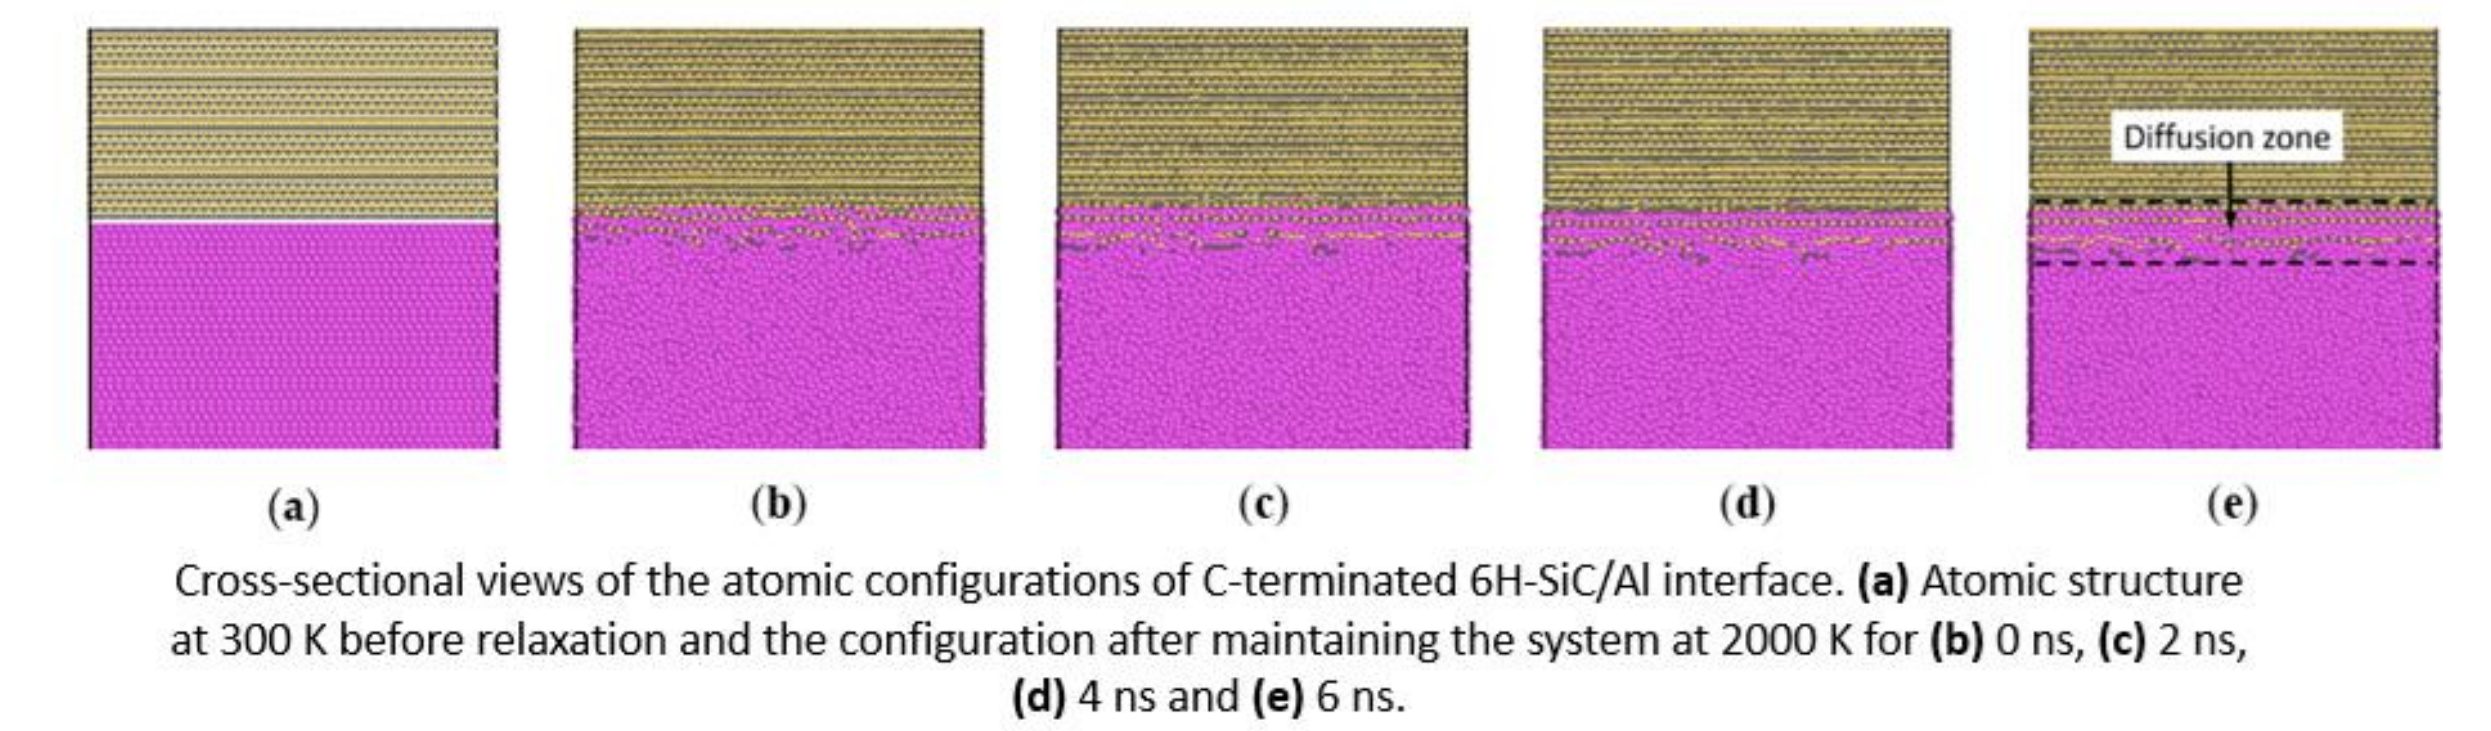 Diffusion zone
(a) (b) (c) (d) (e)
Cross-sectional views of the atomic configurations of C-terminated 6H-SiC/Al interface. (a) Atomic structure
at 300 K before relaxation and the configuration after maintaining the system at 2000 K for (b) 0 ns, (c) 2 ns,
(d) 4 ns and (e) 6 ns.